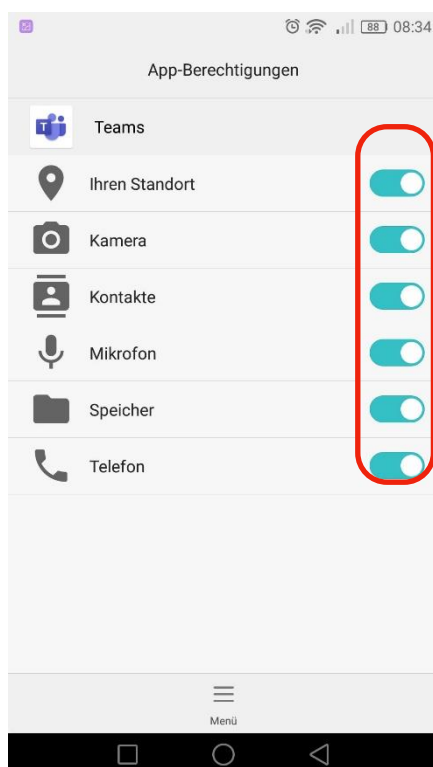 88 08:34
App-Berechtigungen
T
Teams
Ihren Standort
Kamera
Kontakte
Mikrofon
Speicher
Telefon
Menü